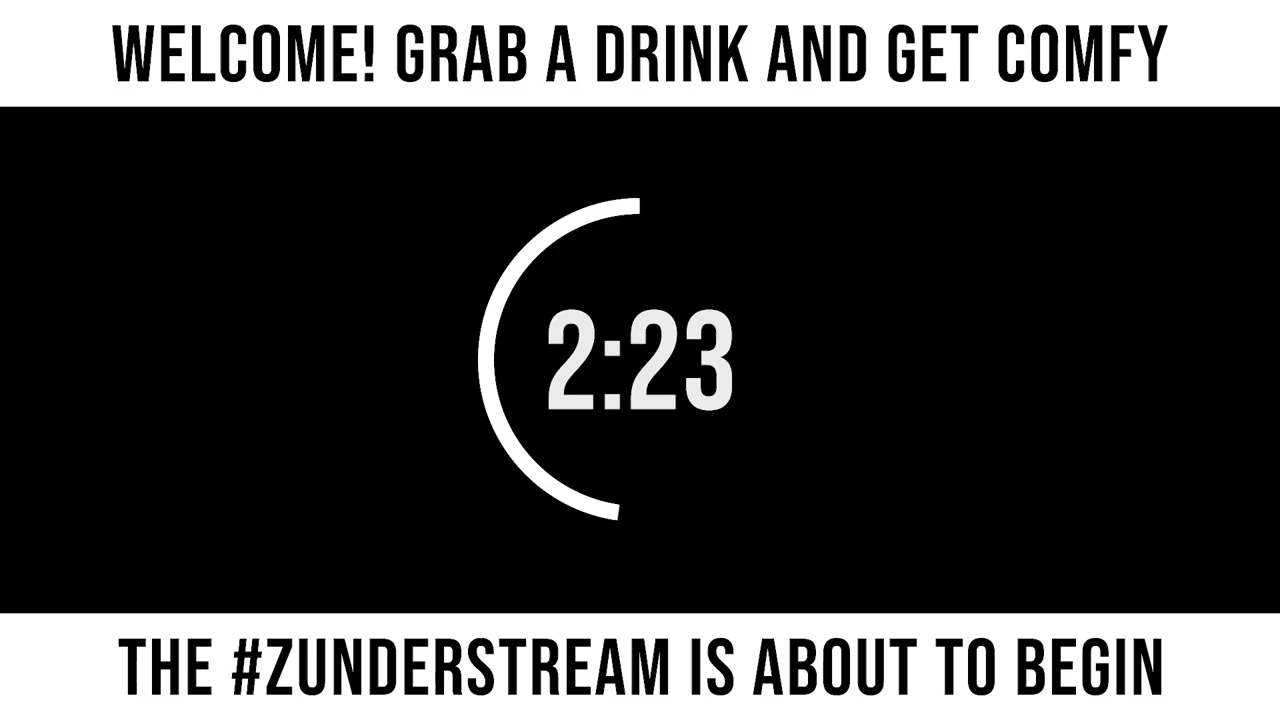 WELCOME! GRAB A DRINK AND GET COMFY
2:23
THE #ZUNDERSTREAM IS ABOUT TO BEGIN